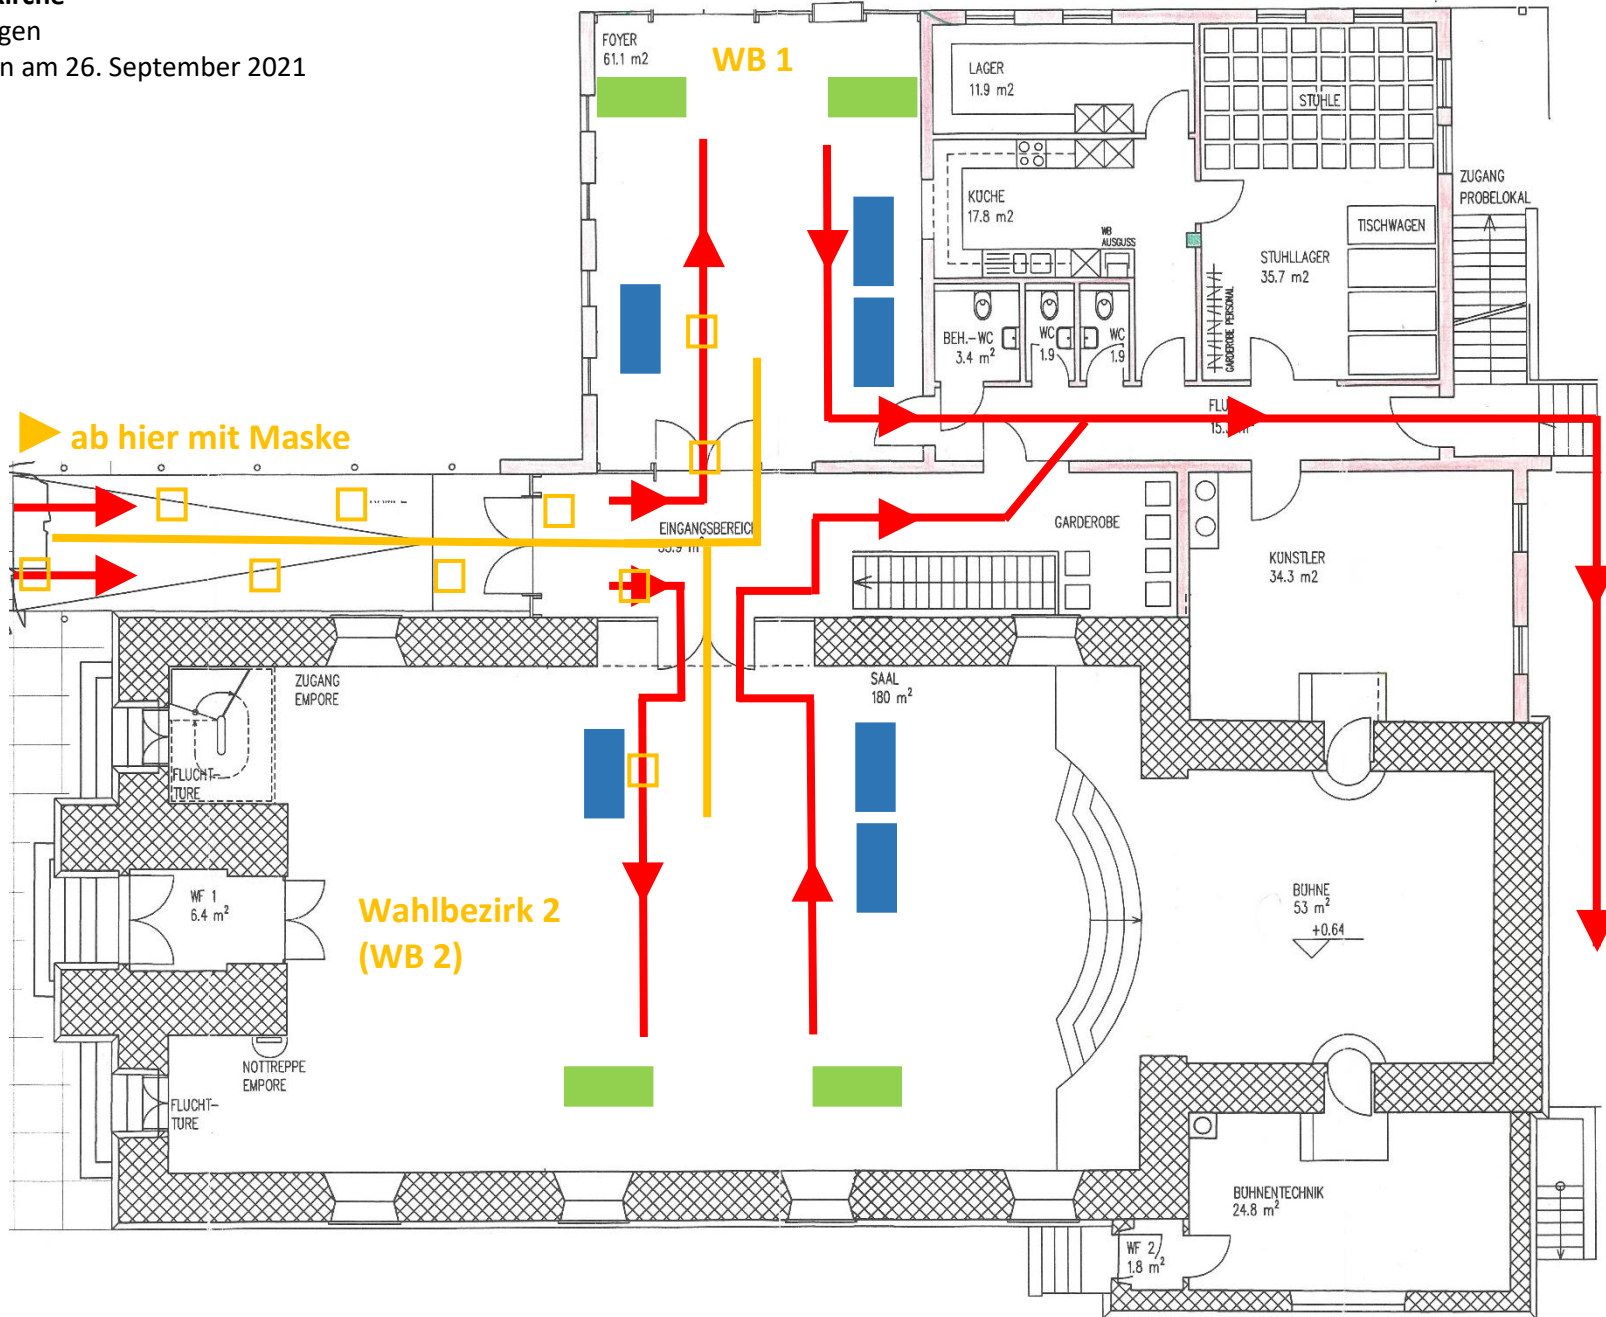 gen
am 26. September 2021
FOYER
61.1 m2
WB 1
LAGER
11.9 m2
STÜHLE
ZUGANG
PROBELOKAL
KÜCHE
17.8 m2
WB
AUSGUSS
TISCHWAGEN
STUHLLAGER
35.7 m2
GARDEROBE PERSONAL
BEH.-WC
3.4 m²
WC
1.9
WC
1.9
ab hier mit Maske
EINGANGSBEREICH
GARDEROBE
KÜNSTLER
34.3 m2
ZUGANG
EMPORE
SAAL
180 m²
FLUCHT-
TÜRE
WF 1
6.4 m²
Wahlbezirk 2
(WB 2)
BÜHNE
53 m²
+0.64
NOTTREPPE
EMPORE
FLUCHT-
TÜRE
BÜHNENTECHNIK
24.8 m²
WF 2
1.8 m²